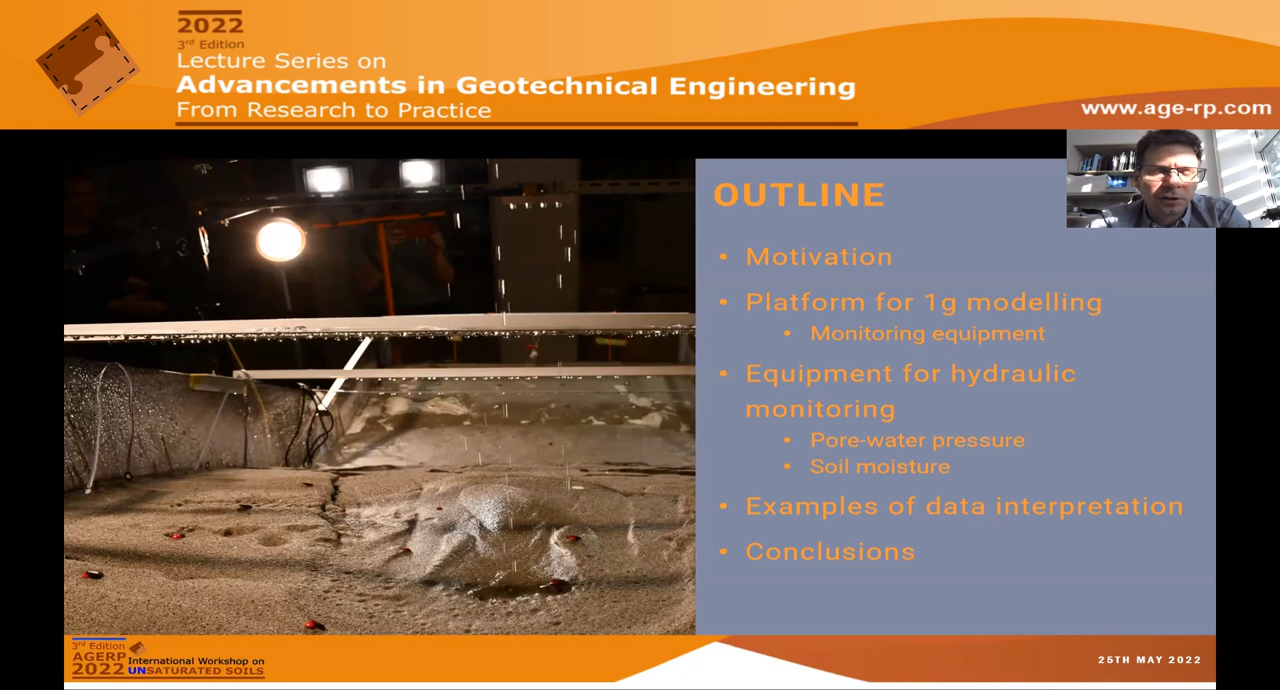 2022
3rd Edition
Lecture Series on
Advancements in Geotechnical Engineering
From Research to Practice
www.age-rp.com
OUTLINE
• Motivation
• Platform for 1g modelling
• Monitoring equipment
• Equipment for hydraulic
monitoring
• Pore-water pressure
• Soil moisture
• Examples of data interpretation
• Conclusions
3rd Edition
AGERP
2022
International Workshop on
UNSATURATED SOILS
25TH MAY 2022